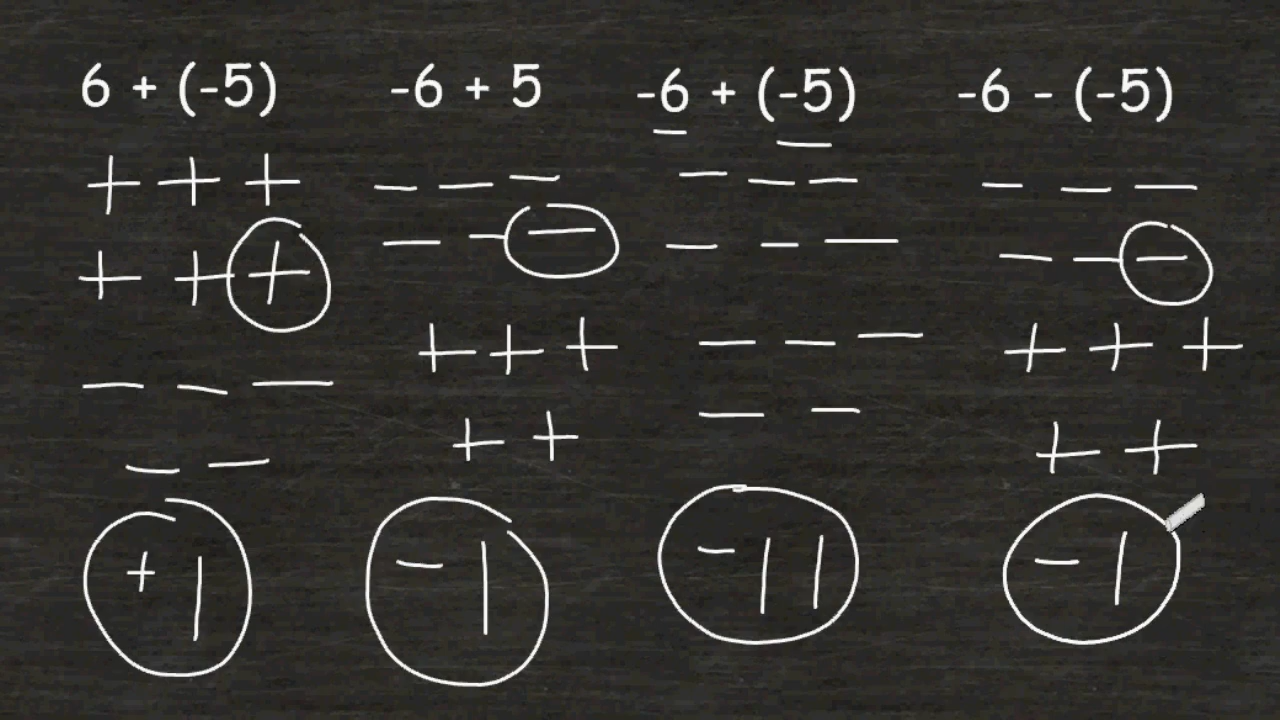 6 + (-5) -6 + 5 -6 + (-5) -6 - (-5)
+ + + — — — — — — — — —
+ + + — — — — — — — — —
— — — + + + — — — + + +
— — + + — — + +
+1 -1 -11 -1